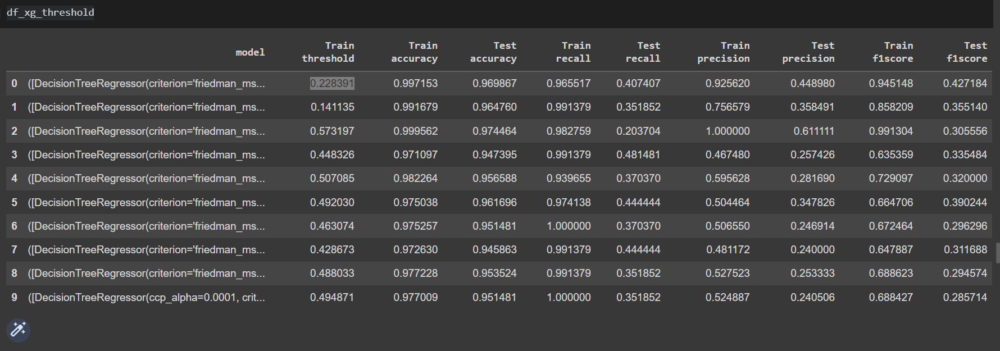 df_xg_threshold
model Train threshold Train accuracy Test accuracy Train recall Test recall Train precision Test precision Train f1score Test f1score
0 ([DecisionTreeRegressor(criterion='friedman_ms... 0.228391 0.997153 0.969867 0.965517 0.407407 0.925620 0.448980 0.945148 0.427184
1 ([DecisionTreeRegressor(criterion='friedman_ms... 0.141135 0.991679 0.964760 0.991379 0.351852 0.756579 0.358491 0.858209 0.355140
2 ([DecisionTreeRegressor(criterion='friedman_ms... 0.573197 0.999562 0.974464 0.982759 0.203704 1.000000 0.611111 0.991304 0.305556
3 ([DecisionTreeRegressor(criterion='friedman_ms... 0.448326 0.971097 0.947395 0.991379 0.481481 0.467480 0.257426 0.635359 0.335484
4 ([DecisionTreeRegressor(criterion='friedman_ms... 0.507085 0.982264 0.956588 0.939655 0.370370 0.595628 0.281690 0.729097 0.320000
5 ([DecisionTreeRegressor(criterion='friedman_ms... 0.492030 0.975038 0.961696 0.974138 0.444444 0.504464 0.347826 0.664706 0.390244
6 ([DecisionTreeRegressor(criterion='friedman_ms... 0.463074 0.975257 0.951481 1.000000 0.370370 0.506550 0.246914 0.672464 0.296296
7 ([DecisionTreeRegressor(criterion='friedman_ms... 0.428673 0.972630 0.945863 0.991379 0.444444 0.481172 0.240000 0.647887 0.311688
8 ([DecisionTreeRegressor(criterion='friedman_ms... 0.488033 0.977228 0.953524 0.991379 0.351852 0.527523 0.253333 0.688623 0.294574
9 ([DecisionTreeRegressor(ccp_alpha=0.0001, crit... 0.494871 0.977009 0.951481 1.000000 0.351852 0.524887 0.240506 0.688427 0.285714